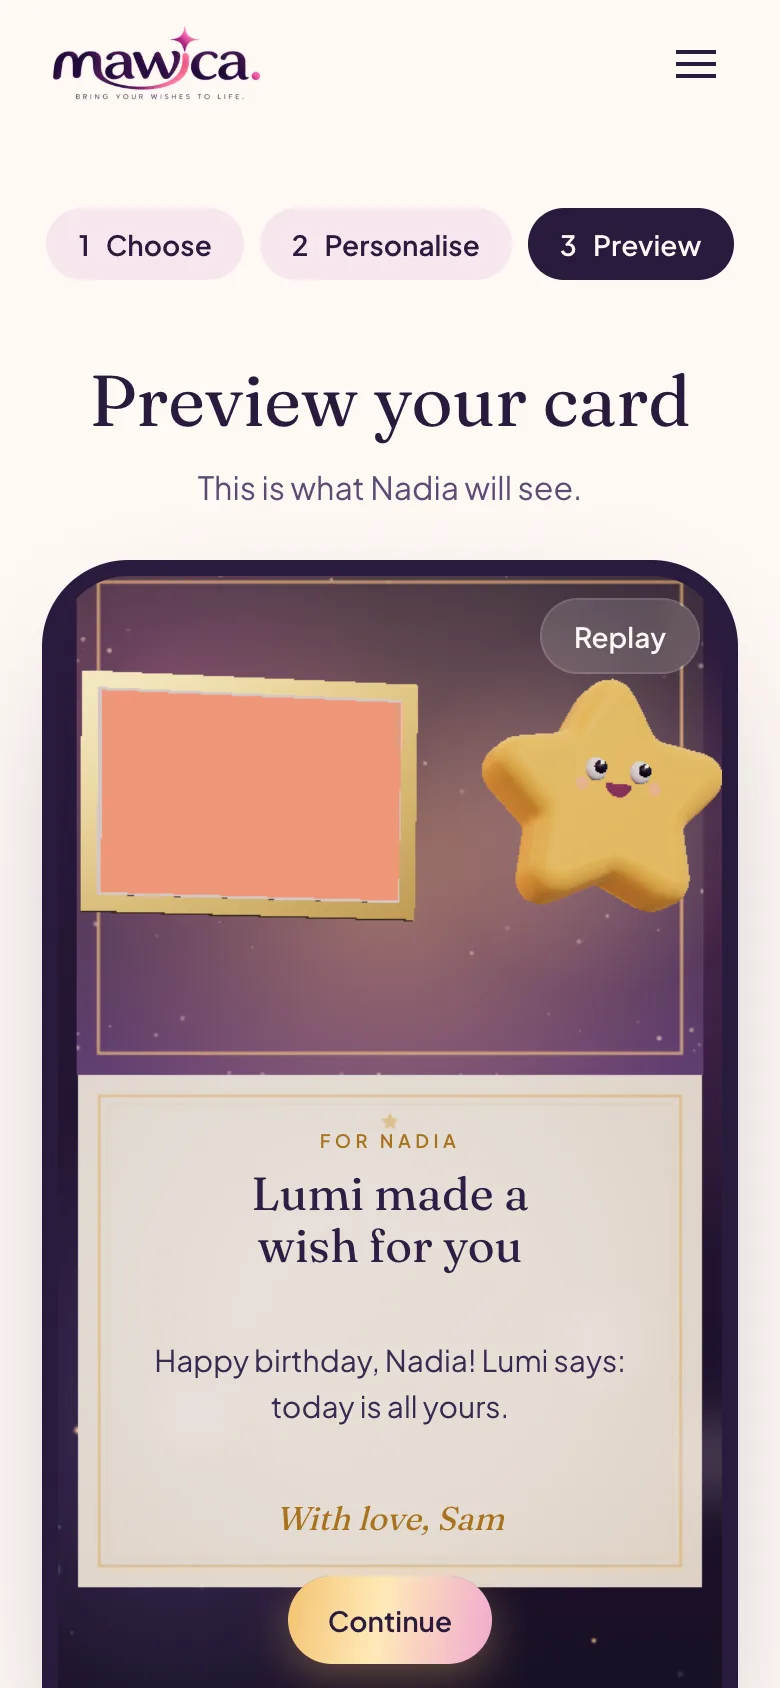 mawica.
BRING YOUR WISHES TO LIFE.
1 Choose
2 Personalise
3 Preview
Preview your card
This is what Nadia will see.
Replay
FOR NADIA
Lumi made a
wish for you
Happy birthday, Nadia! Lumi says:
today is all yours.
With love, Sam
Continue